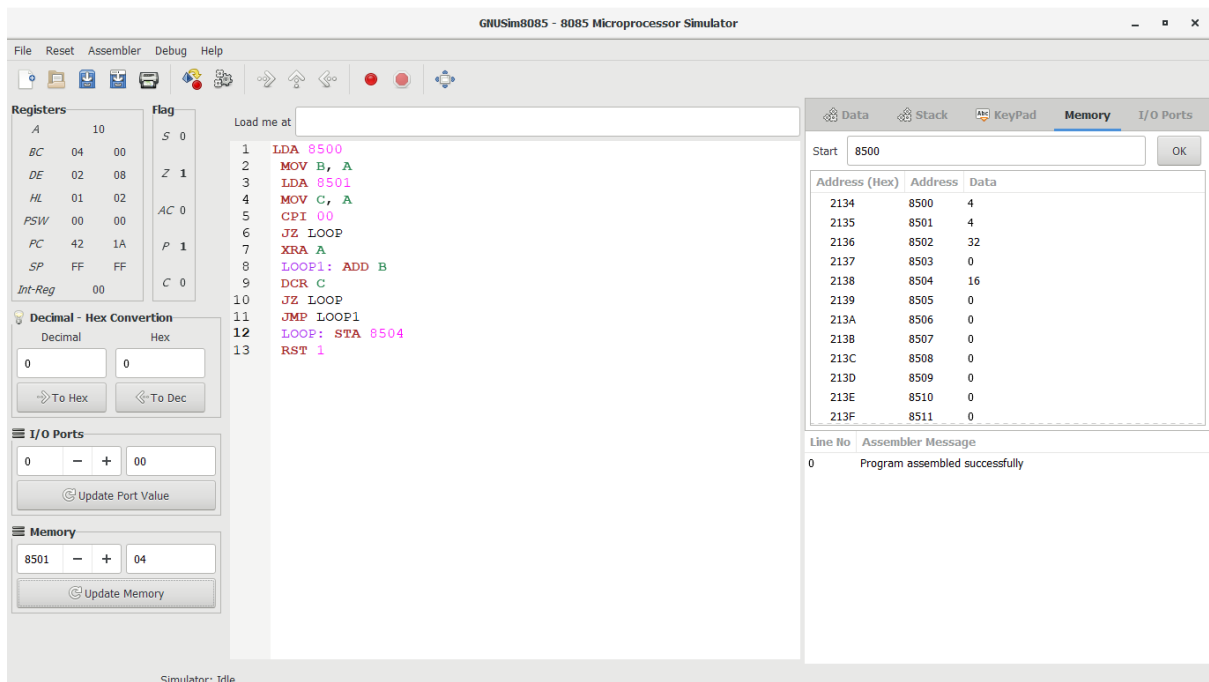 GNUSim8085 - 8085 Microprocessor Simulator
File Reset Assembler Debug Help
Registers
A 10
BC 04 00
DE 02 08
HL 01 02
PSW 00 00
PC 42 1A
SP FF FF
Int-Reg 00
Flag
S 0
Z 1
AC 0
P 1
C 0
Decimal - Hex Convertion
Decimal Hex
0 0
To Hex To Dec
I/O Ports
0 − + 00
Update Port Value
Memory
8501 − + 04
Update Memory
Load me at
1 LDA 8500
2 MOV B, A
3 LDA 8501
4 MOV C, A
5 CPI 00
6 JZ LOOP
7 XRA A
8 LOOP1: ADD B
9 DCR C
10 JZ LOOP
11 JMP LOOP1
12 LOOP: STA 8504
13 RST 1
Data Stack Abc KeyPad Memory I/O Ports
Start 8500 OK
Address (Hex) Address Data
2134 8500 4
2135 8501 4
2136 8502 32
2137 8503 0
2138 8504 16
2139 8505 0
213A 8506 0
213B 8507 0
213C 8508 0
213D 8509 0
213E 8510 0
213F 8511 0
Line No Assembler Message
0 Program assembled successfully
Simulator: Idle